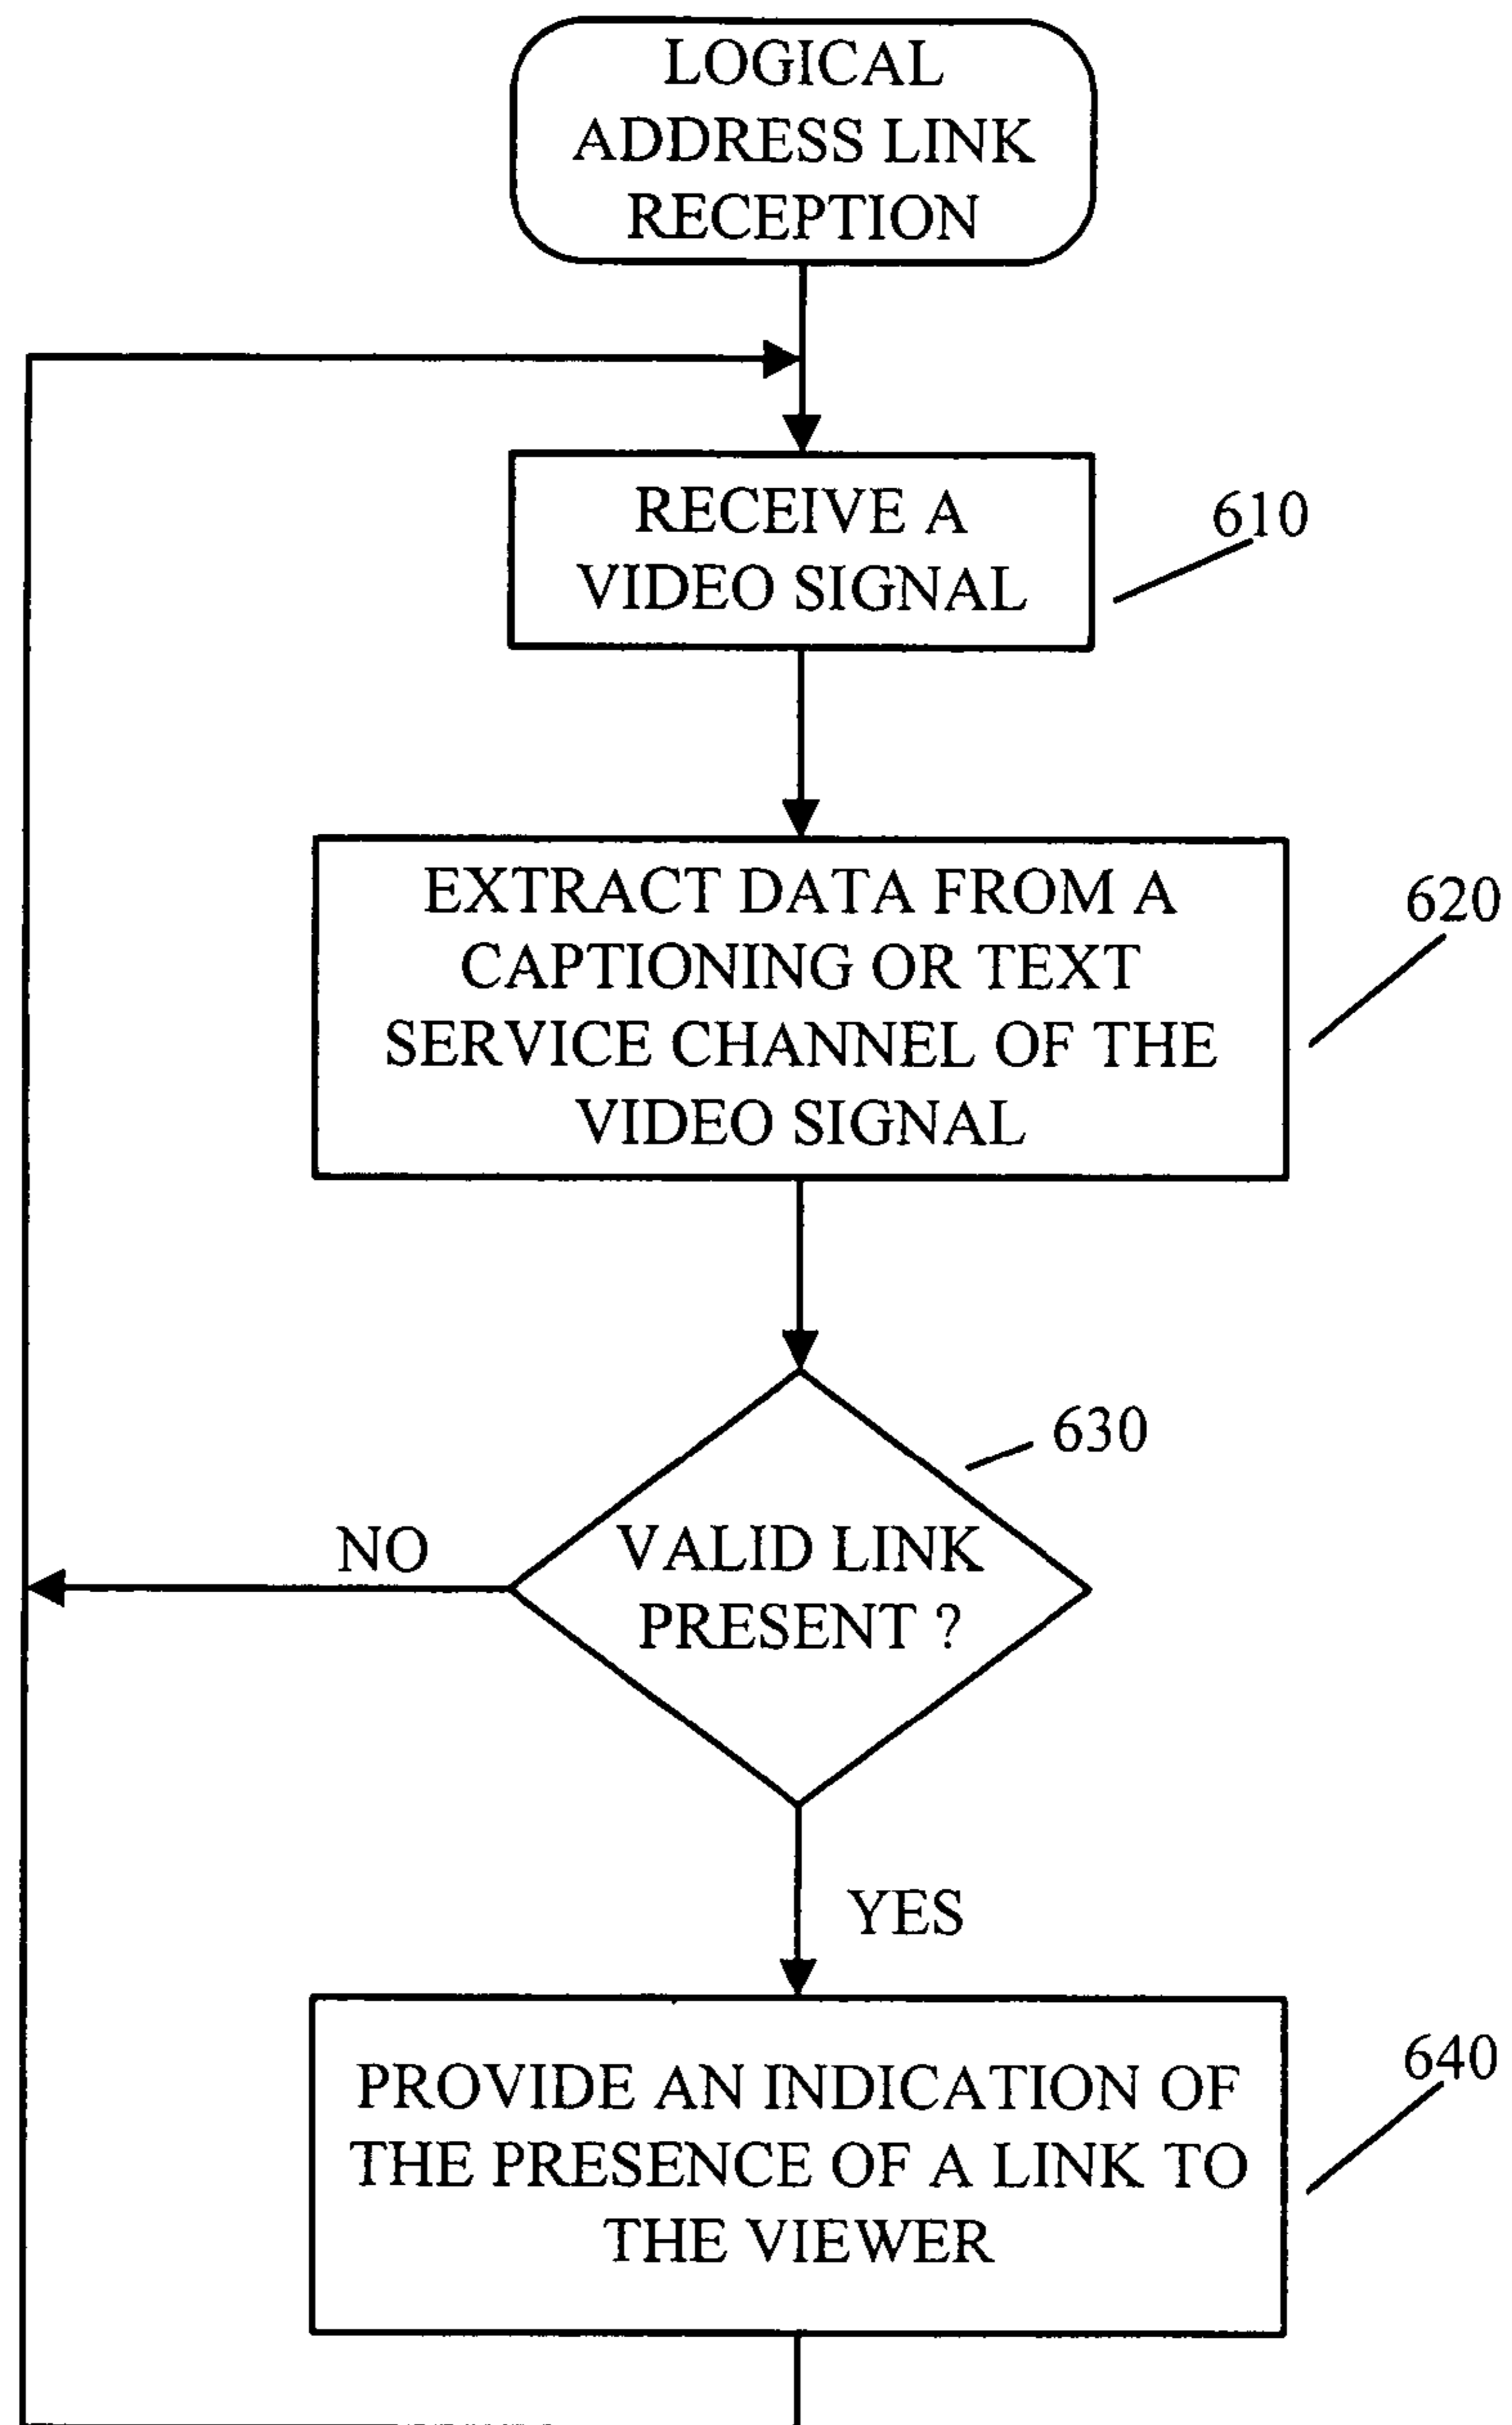 LOGICAL
ADDRESS LINK
RECEPTION
RECEIVE A
VIDEO SIGNAL
610
EXTRACT DATA FROM A
CAPTIONING OR TEXT
SERVICE CHANNEL OF THE
VIDEO SIGNAL
620
630
VALID LINK
PRESENT ?
NO
YES
PROVIDE AN INDICATION OF
THE PRESENCE OF A LINK TO
THE VIEWER
640